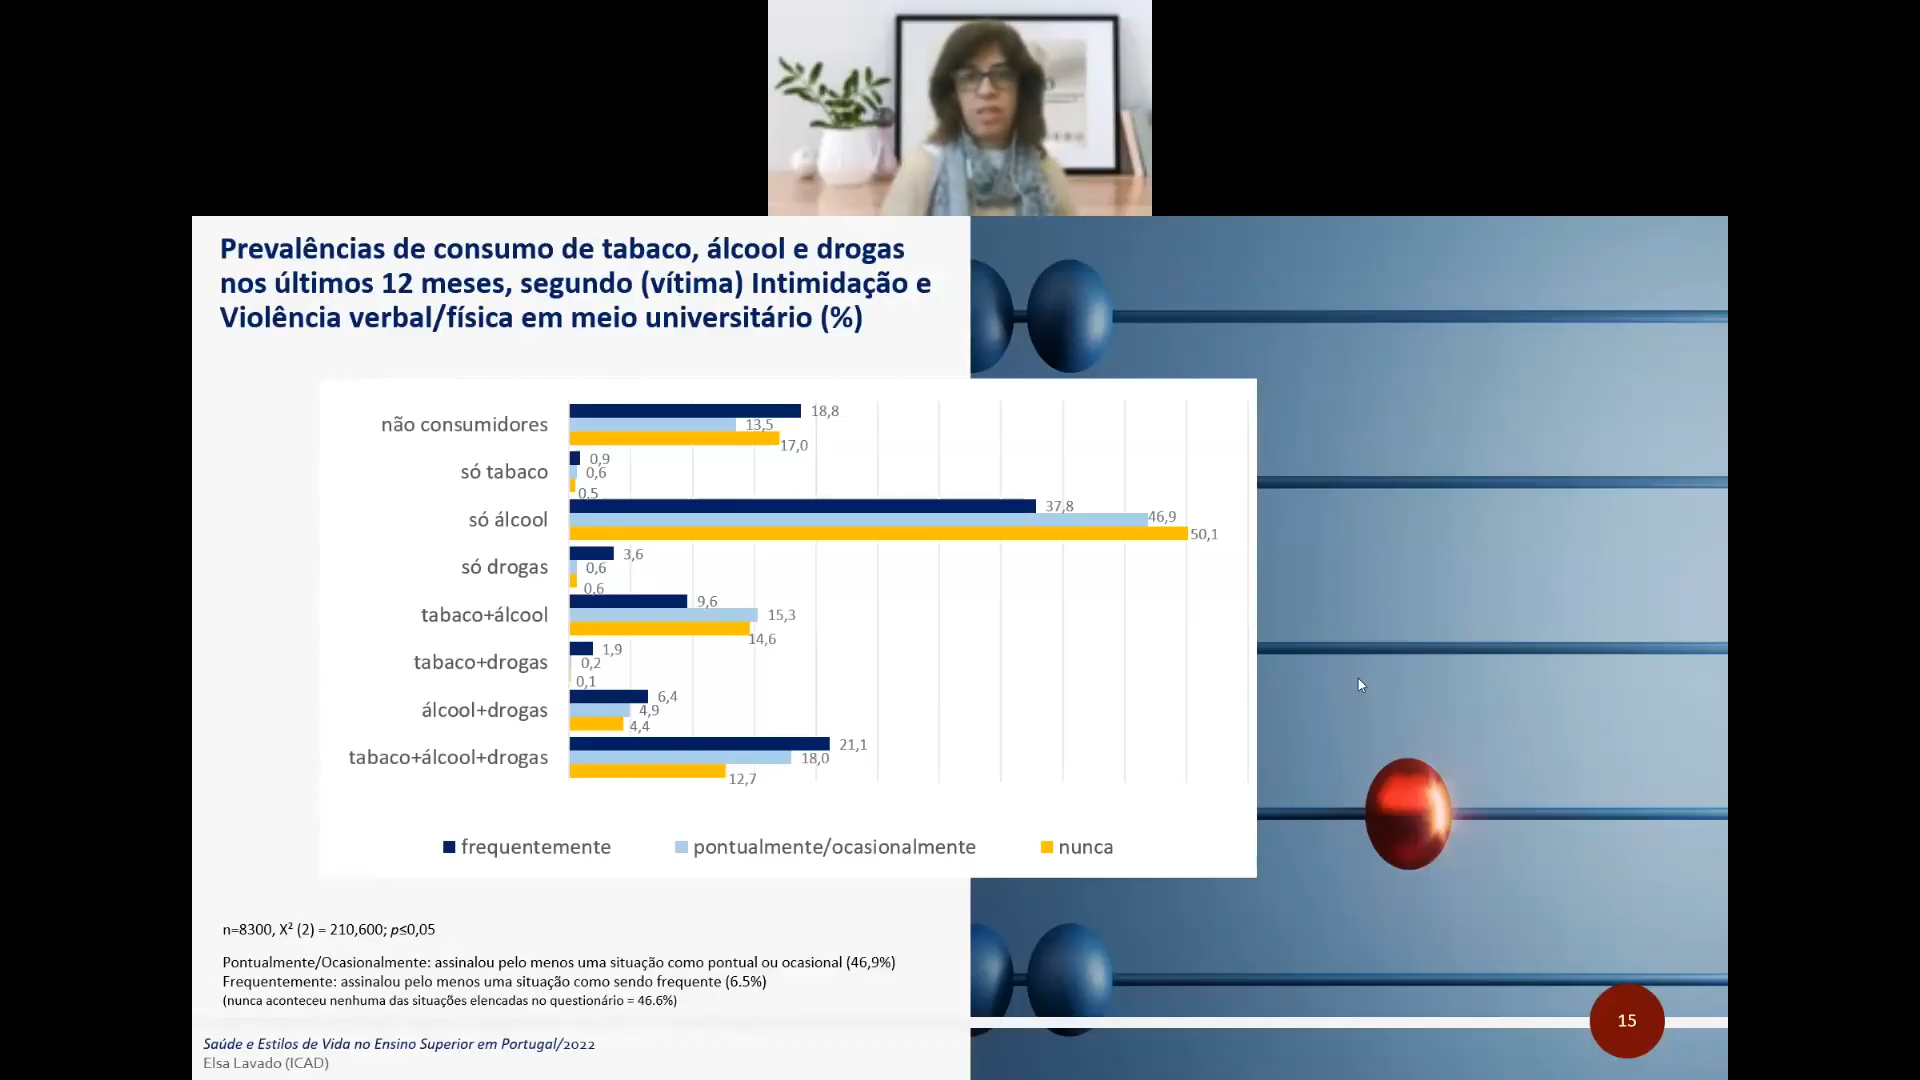 Prevalências de consumo de tabaco, álcool e drogas
nos últimos 12 meses, segundo (vítima) Intimidação e
Violência verbal/física em meio universitário (%)
não consumidores
18,8
13,5
17,0
só tabaco
0,9
0,6
0,5
só álcool
37,8
46,9
50,1
só drogas
3,6
0,6
0,6
tabaco+álcool
9,6
15,3
14,6
tabaco+drogas
1,9
0,2
0,1
álcool+drogas
6,4
4,9
4,4
tabaco+álcool+drogas
21,1
18,0
12,7
frequentemente pontualmente/ocasionalmente nunca
n=8300, X² (2) = 210,600; p≤0,05
Pontualmente/Ocasionalmente: assinalou pelo menos uma situação como pontual ou ocasional (46,9%)
Frequentemente: assinalou pelo menos uma situação como sendo frequente (6.5%)
(nunca aconteceu nenhuma das situações elencadas no questionário = 46.6%)
15
Saúde e Estilos de Vida no Ensino Superior em Portugal/2022
Elsa Lavado (ICAD)